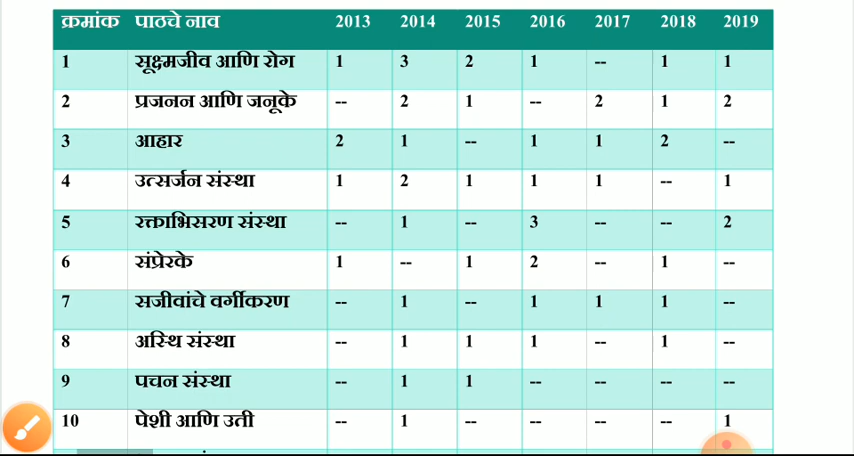 क्रमांक पाठचे नाव 2013 2014 2015 2016 2017 2018 2019
1 सूक्ष्मजीव आणि रोग 1 3 2 1 -- 1 1
2 प्रजनन आणि जनूके -- 2 1 -- 2 1 2
3 आहार 2 1 -- 1 1 2 --
4 उत्सर्जन संस्था 1 2 1 1 1 -- 1
5 रक्ताभिसरण संस्था -- 1 -- 3 -- -- 2
6 संप्रेरके 1 -- 1 2 -- 1 --
7 सजीवांचे वर्गीकरण -- 1 -- 1 1 1 --
8 अस्थि संस्था -- 1 1 1 -- 1 --
9 पचन संस्था -- 1 1 -- -- -- --
10 पेशी आणि उती -- 1 -- -- -- -- 1